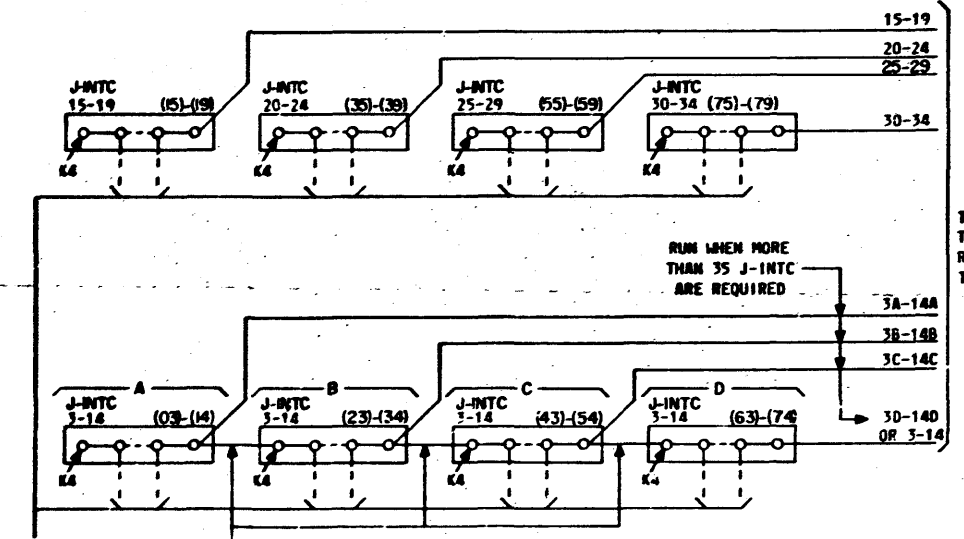 15-19
20-24
25-29
J-INTC
15-19 (15)-(19)
J-INTC
20-24 (35)-(39)
J-INTC
25-29 (55)-(59)
J-INTC
30-34 (75)-(79)
30-34
K4
K4
K4
K4
RUN WHEN MORE
THAN 35 J-INTC
ARE REQUIRED
T
T
R
T
3A-14A
3B-14B
3C-14C
A
B
C
D
J-INTC
3-14 (03)-(14)
J-INTC
3-14 (23)-(34)
J-INTC
3-14 (43)-(54)
J-INTC
3-14 (63)-(74)
3D-14D
OR 3-14
K4
K4
K4
K4